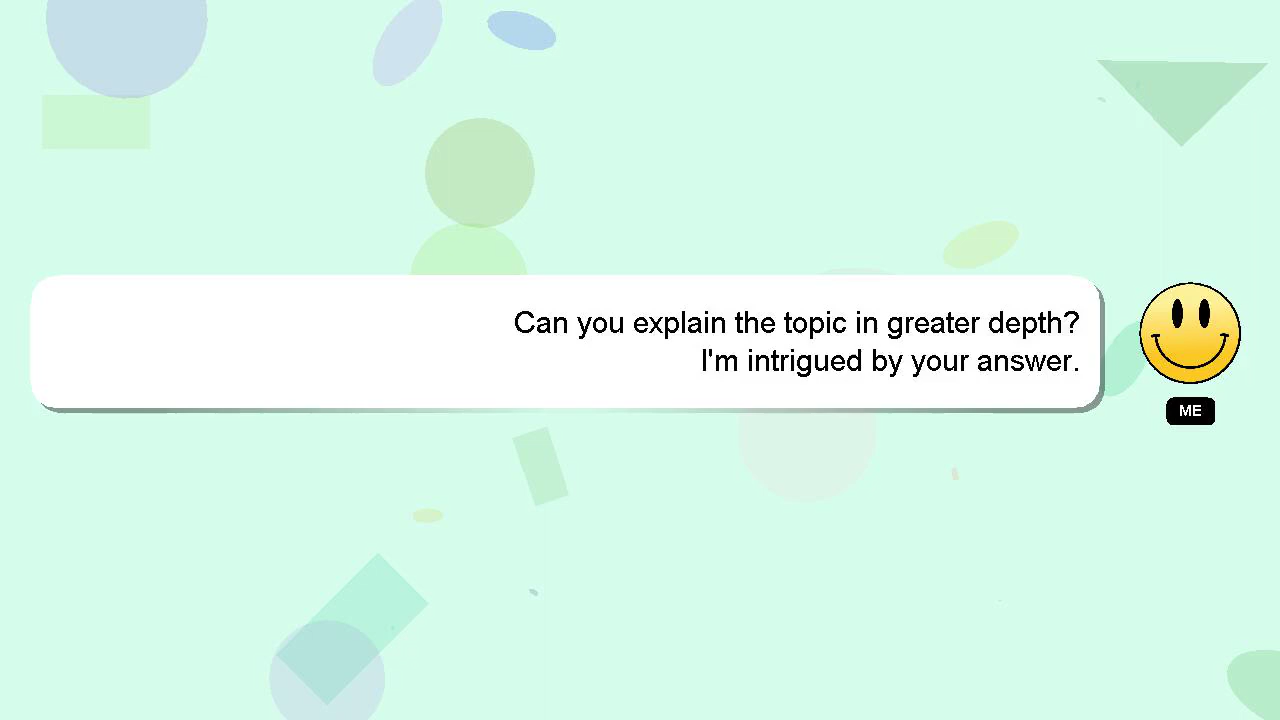 Can you explain the topic in greater depth?
I'm intrigued by your answer.
ME